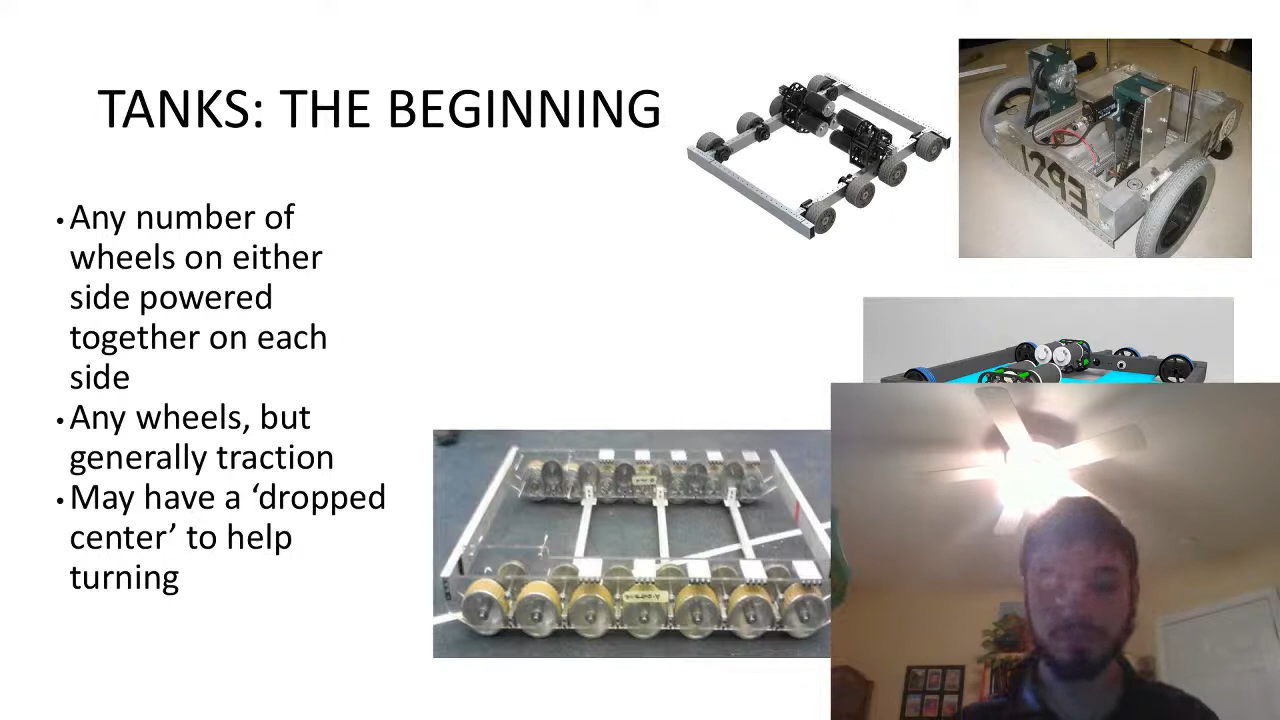 TANKS: THE BEGINNING
1293
• Any number of
wheels on either
side powered
together on each
side
• Any wheels, but
generally traction
• May have a ‘dropped
center’ to help
turning